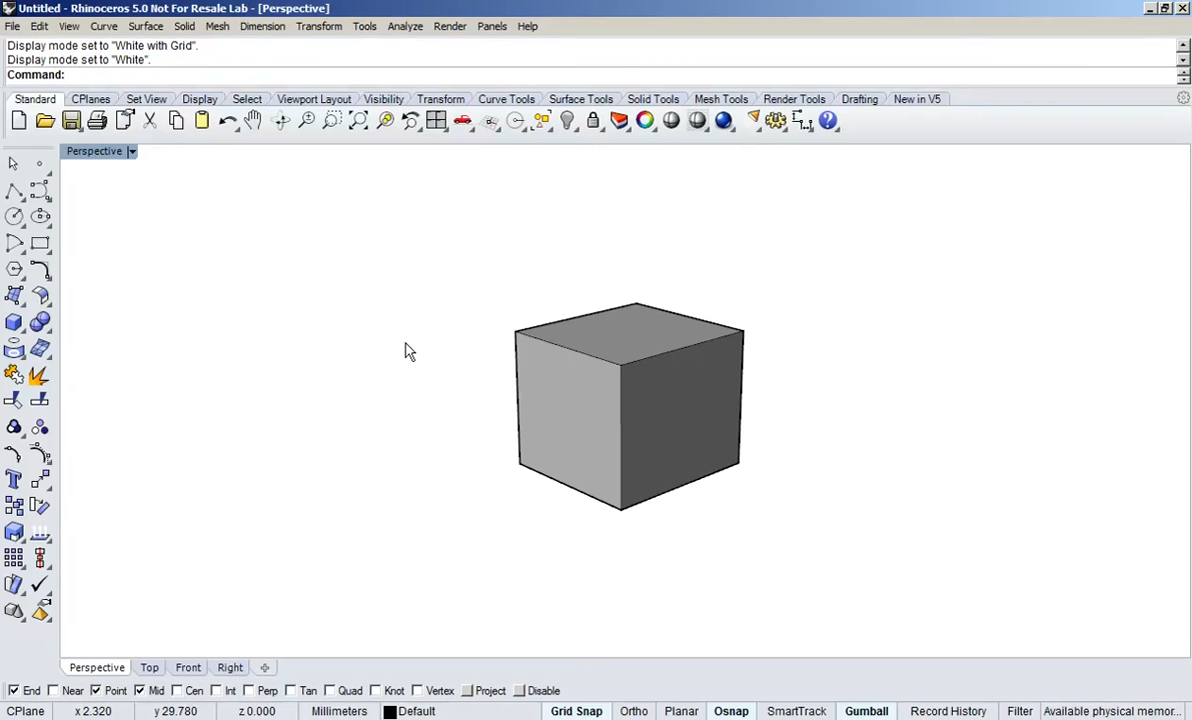 Untitled - Rhinoceros 5.0 Not For Resale Lab - [Perspective]
File Edit View Curve Surface Solid Mesh Dimension Transform Tools Analyze Render Panels Help
Display mode set to "White with Grid".
Display mode set to "White".
Command:
Standard CPlanes Set View Display Select Viewport Layout Visibility Transform Curve Tools Surface Tools Solid Tools Mesh Tools Render Tools Drafting New in V5
Perspective
Perspective Top Front Right
End Near Point Mid Cen Int Perp Tan Quad Knot Vertex Project Disable
CPlane x 2.320 y 29.780 z 0.000 Millimeters Default Grid Snap Ortho Planar Osnap SmartTrack Gumball Record History Filter Available physical memor...